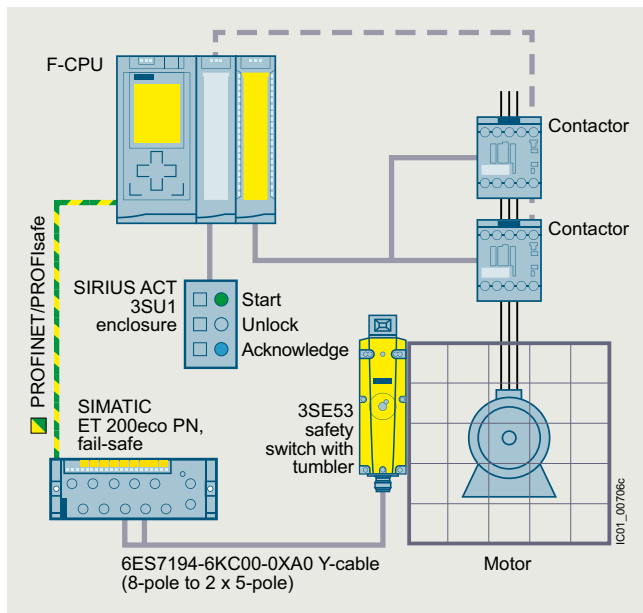 F-CPU
Contactor
Contactor
PROFINET/PROFIsafe
SIRIUS ACT
3SU1
enclosure
Start
Unlock
Acknowledge
SIMATIC
ET 200eco PN,
fail-safe
3SE53
safety
switch with
tumbler
6ES7194-6KC00-0XA0 Y-cable
(8-pole to 2 x 5-pole)
Motor
IC01_00706c